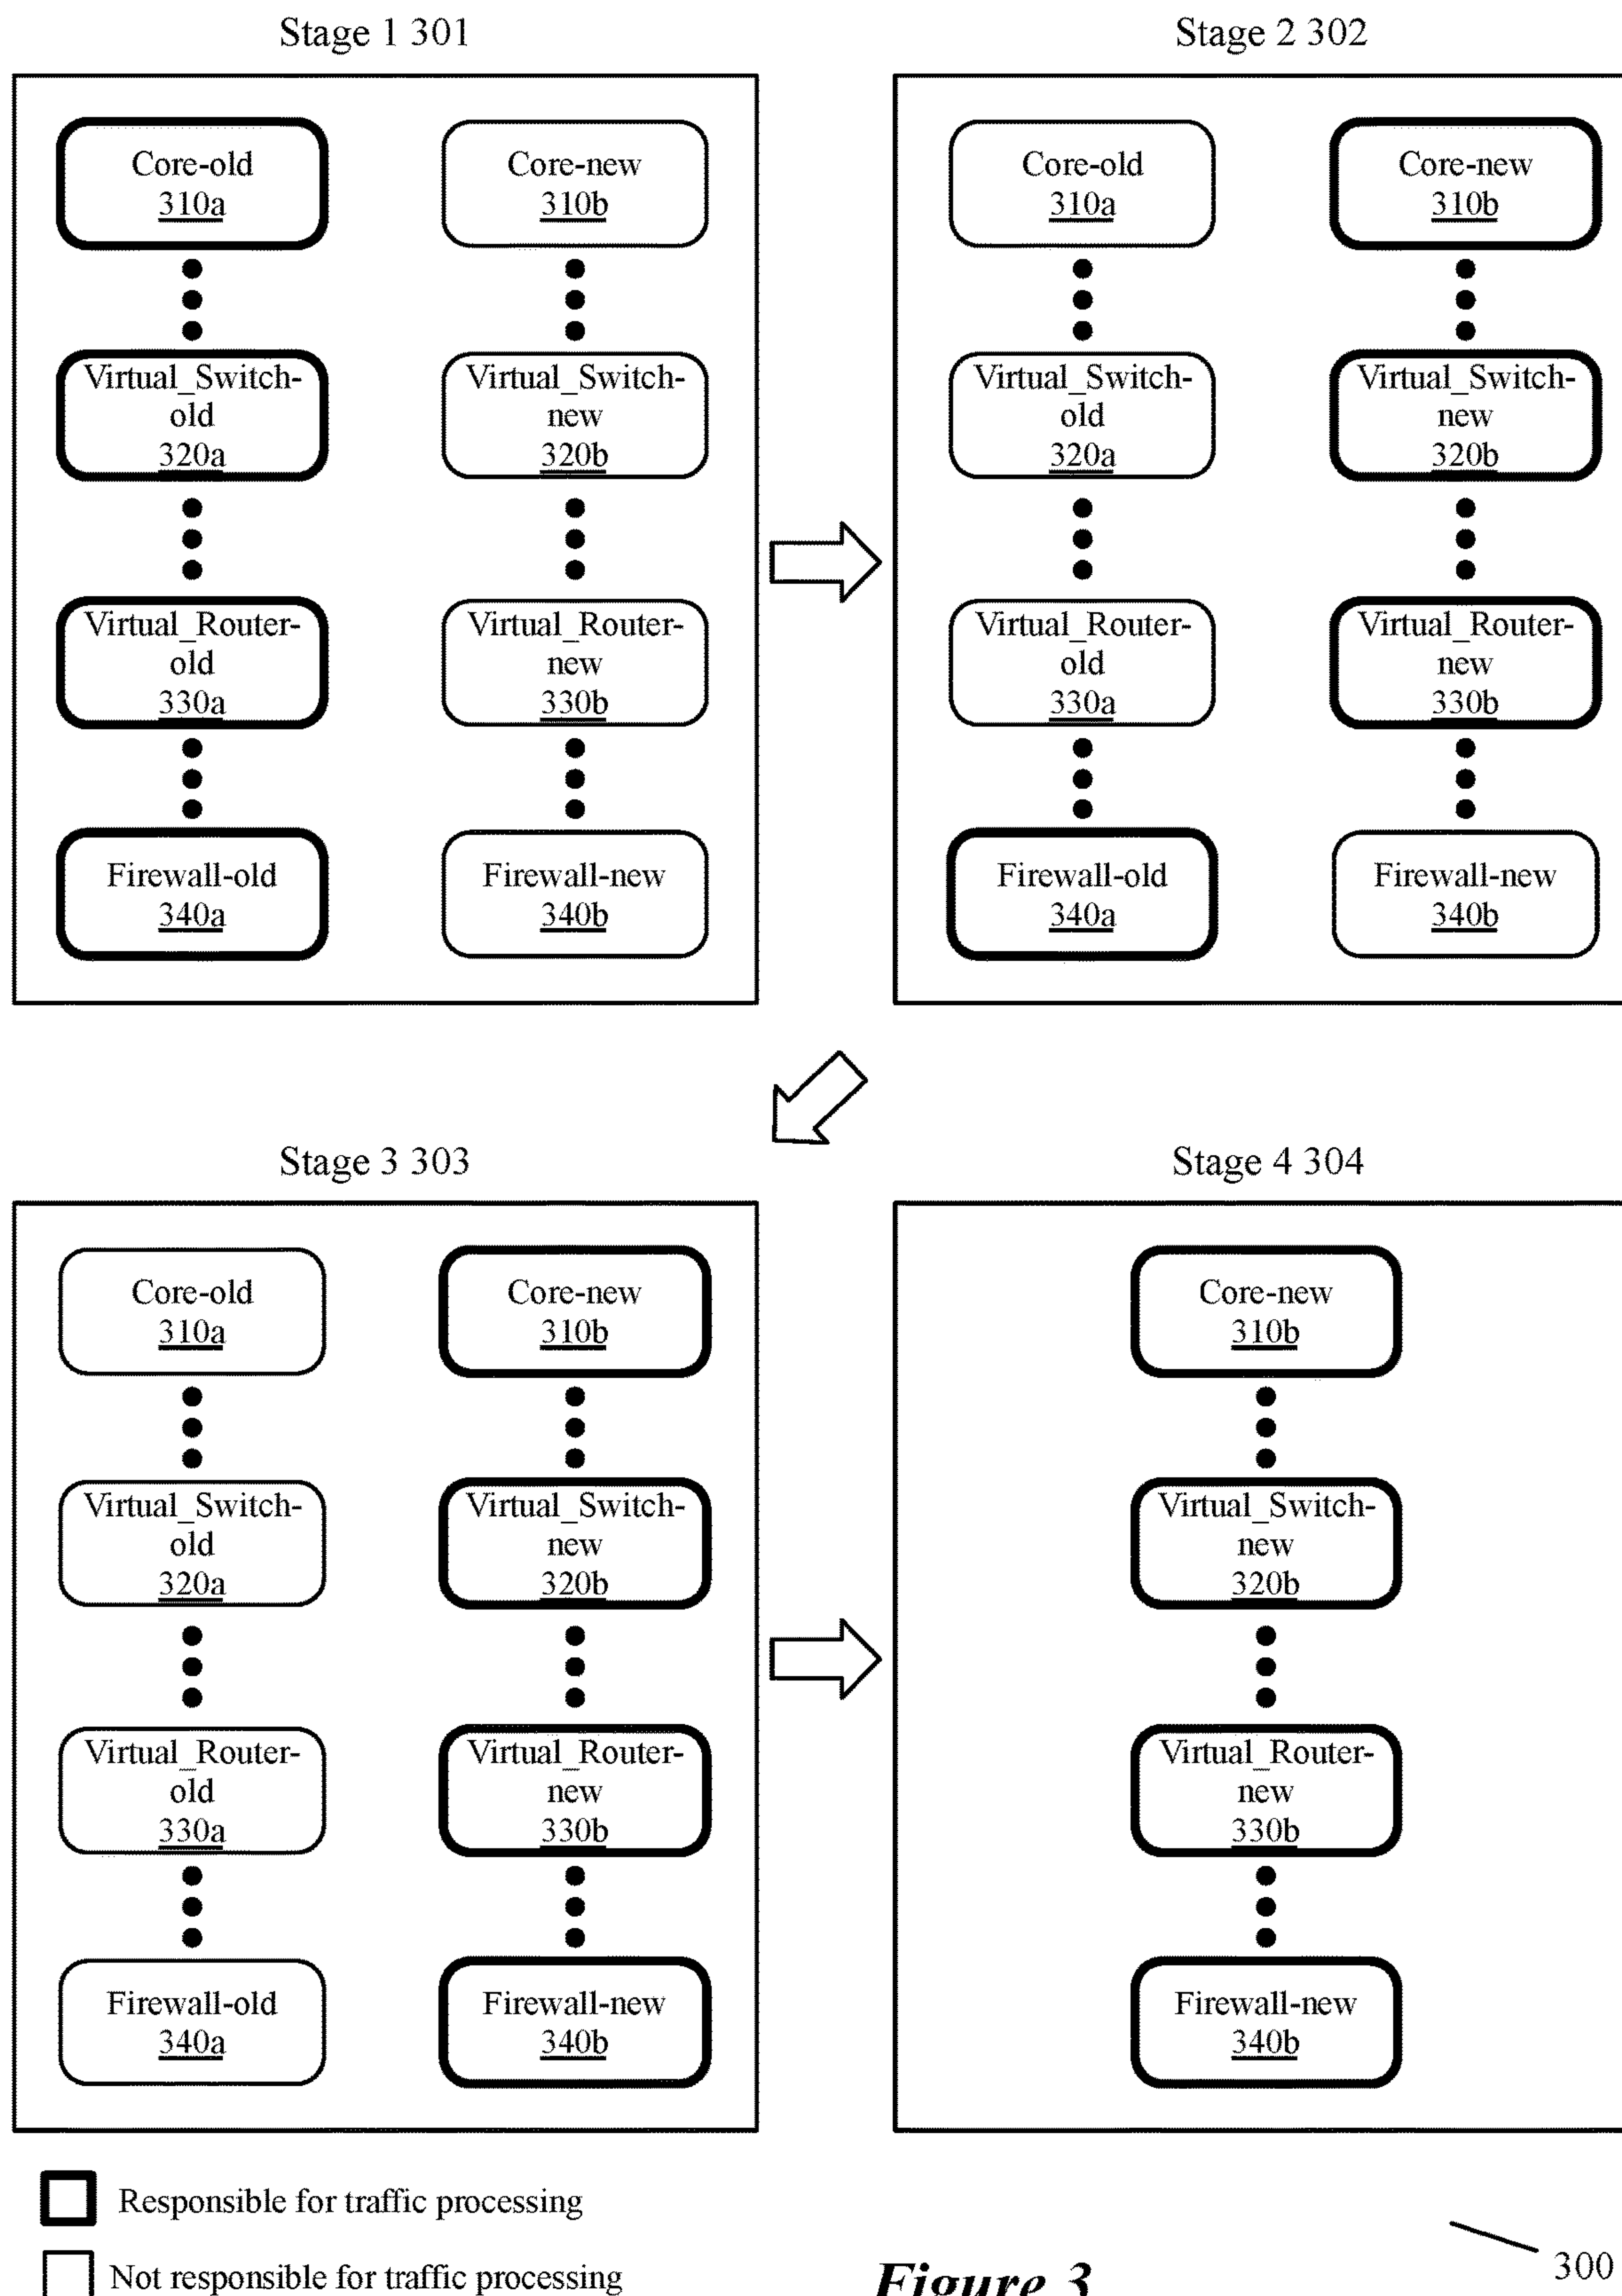 Stage 1 301
Stage 2 302
Core-old
310a
Core-new
310b
Core-old
310a
Core-new
310b
Virtual_Switch-
old
320a
Virtual_Switch-
new
320b
Virtual_Switch-
old
320a
Virtual_Switch-
new
320b
Virtual_Router-
old
330a
Virtual_Router-
new
330b
Virtual_Router-
old
330a
Virtual_Router-
new
330b
Firewall-old
340a
Firewall-new
340b
Firewall-old
340a
Firewall-new
340b
Stage 3 303
Stage 4 304
Core-old
310a
Core-new
310b
Core-new
310b
Virtual_Switch-
old
320a
Virtual_Switch-
new
320b
Virtual_Switch-
new
320b
Virtual_Router-
old
330a
Virtual_Router-
new
330b
Virtual_Router-
new
330b
Firewall-old
340a
Firewall-new
340b
Firewall-new
340b
Responsible for traffic processing
Not responsible for traffic processing
Figure 3
300